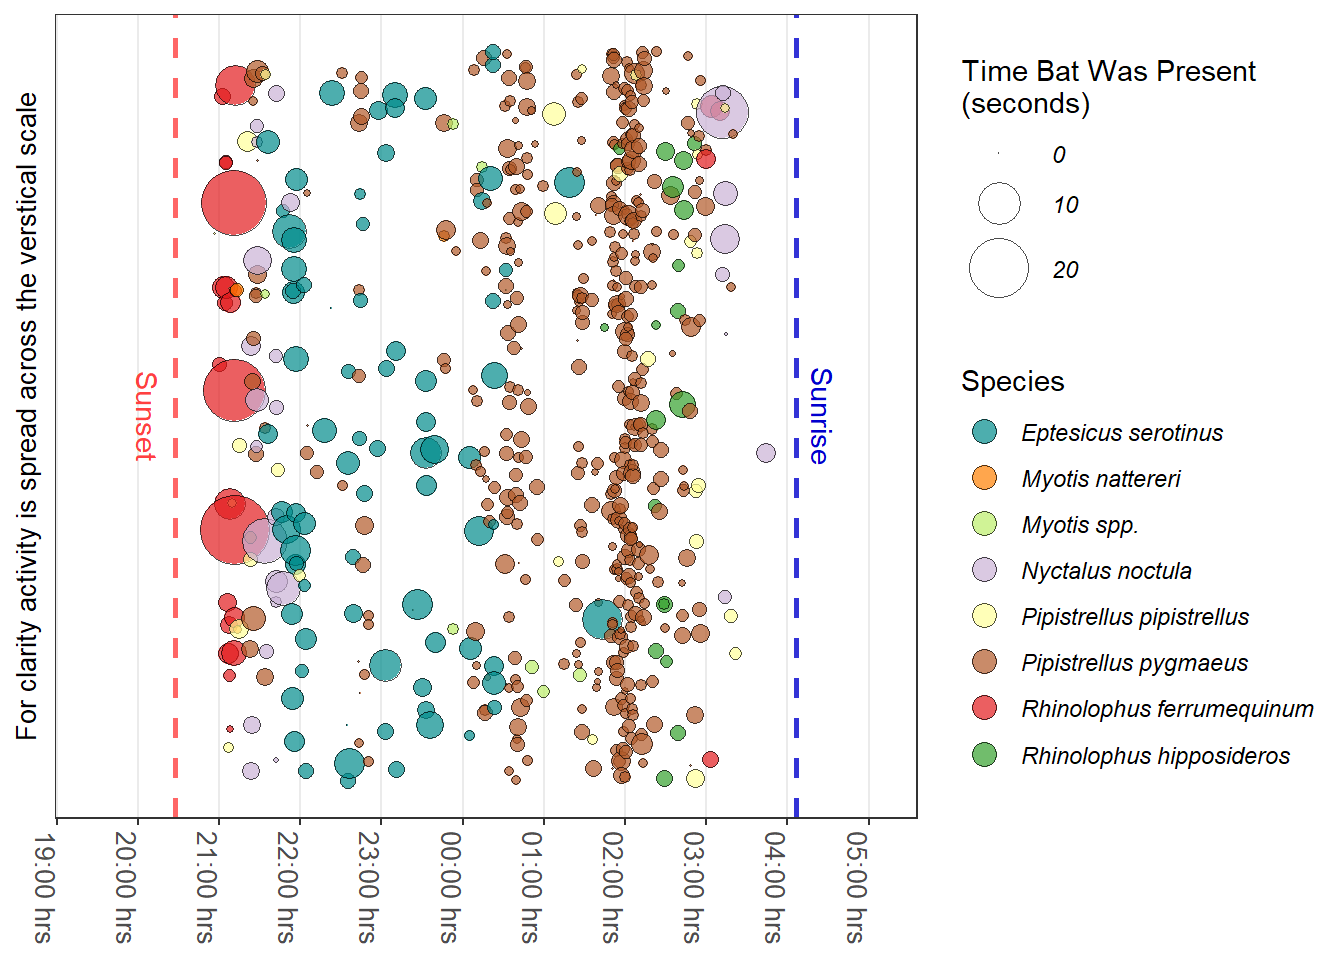 For clarity activity is spread across the verstical scale
Sunset
Sunrise
19:00 hrs
20:00 hrs
21:00 hrs
22:00 hrs
23:00 hrs
00:00 hrs
01:00 hrs
02:00 hrs
03:00 hrs
04:00 hrs
05:00 hrs
Time Bat Was Present
(seconds)
0
10
20
Species
Eptesicus serotinus
Myotis nattereri
Myotis spp.
Nyctalus noctula
Pipistrellus pipistrellus
Pipistrellus pygmaeus
Rhinolophus ferrumequinum
Rhinolophus hipposideros